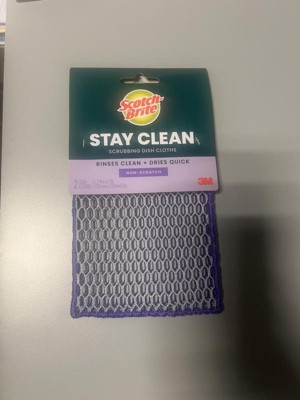 Scotch-
Brite
STAY CLEAN
SCRUBBING DISH CLOTHS
RINSES CLEAN • DRIES QUICK
NON-SCRATCH
3M